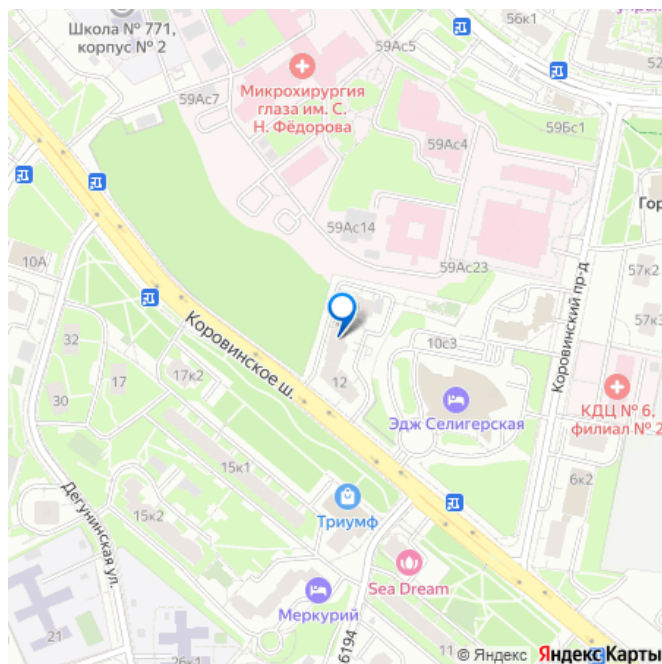 Школа № 771,
корпус № 2
56к1
59Ас5
52
Микрохирургия
глаза им. С.
Н. Фёдорова
59Ас7
59Бс1
59Ас4
Гор
59Ас14
59Ас23
10А
57к2
Коровинский пр-д
57к3
Коровинское ш.
32
10с3
17
17к2
12
30
КДЦ № 6,
филиал № 2
Эдж Селигерская
15к1
6к2
Дегунинская ул.
15к2
Триумф
Sea Dream
Меркурий
6194
21
11
26к1
© Яндекс Яндекс Карты